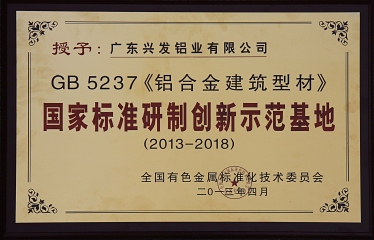 授予：广东兴发铝业有限公司
GB 5237《铝合金建筑型材》
国家标准研制创新示范基地
(2013-2018)
全国有色金属标准化技术委员会
二〇一三年四月